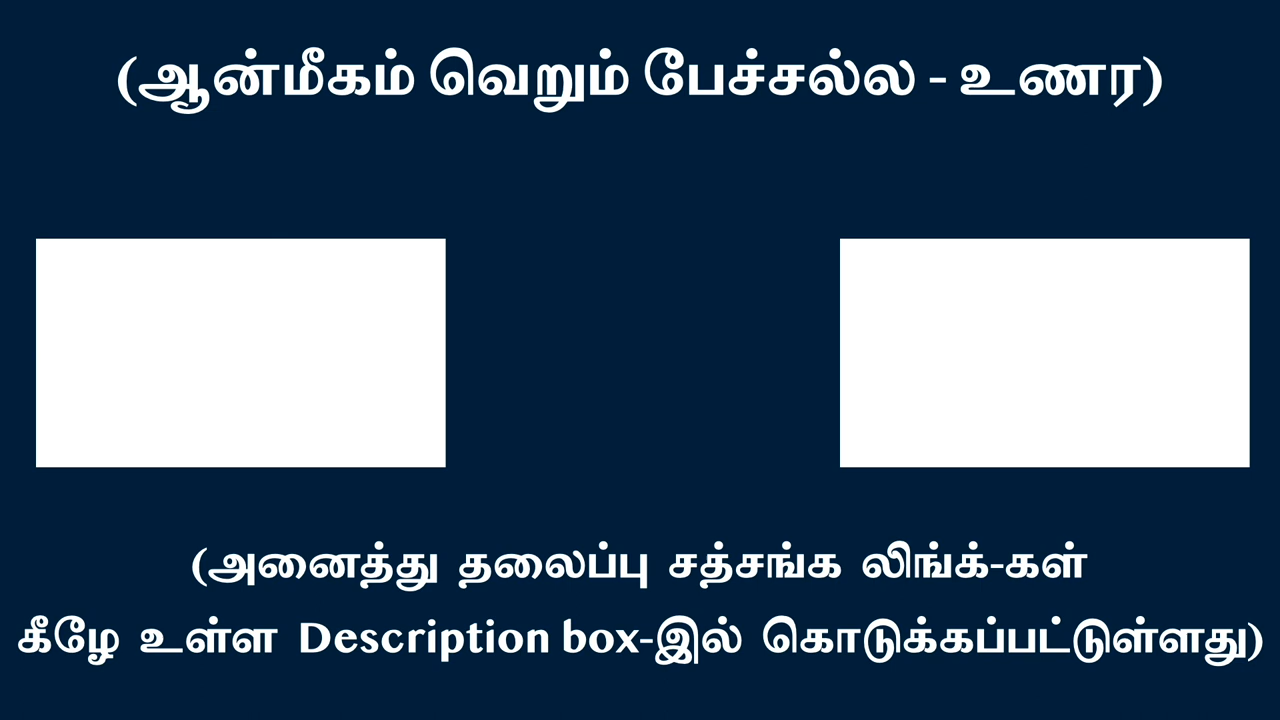 (ஆன்மீகம் வெறும் பேச்சல்ல - உணர)
(அனைத்து தலைப்பு சத்சங்க லிங்க்-கள்
கீழே உள்ள Description box-இல் கொடுக்கப்பட்டுள்ளது)